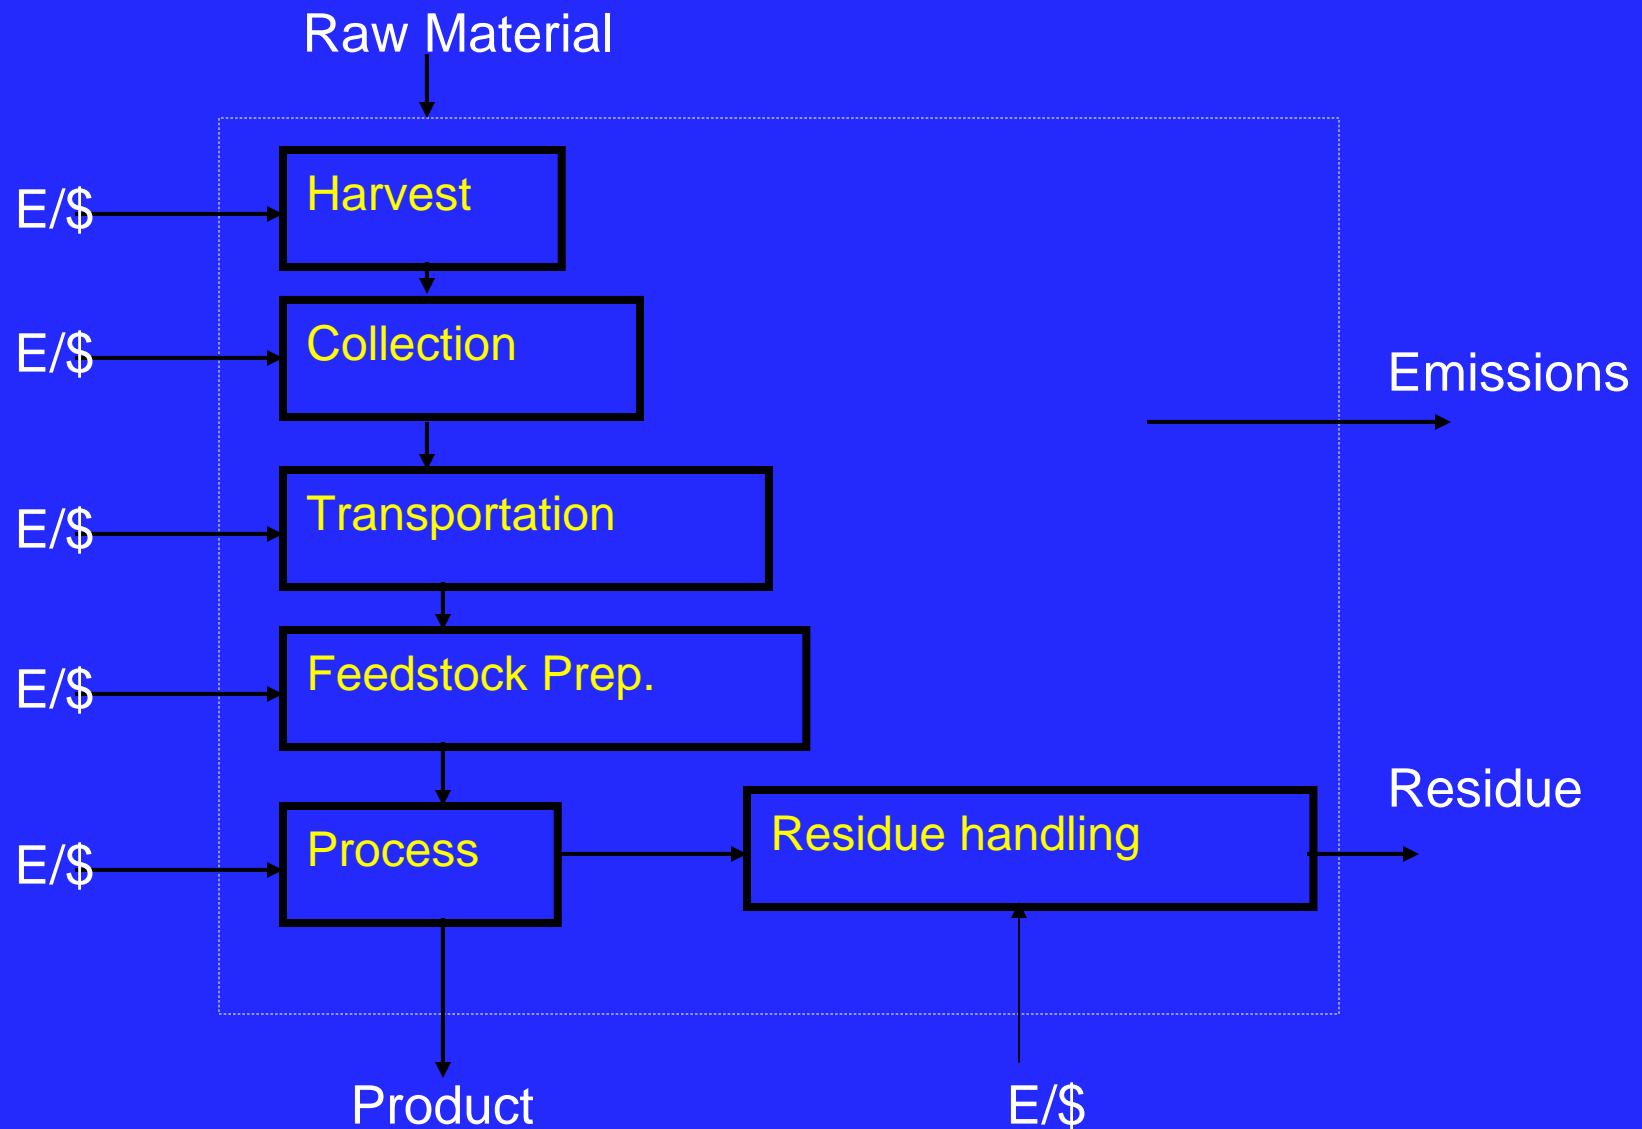 Raw Material
E/$
Harvest
E/$
Collection
Emissions
E/$
Transportation
E/$
Feedstock Prep.
Residue
E/$
Process
Residue handling
Product
E/$